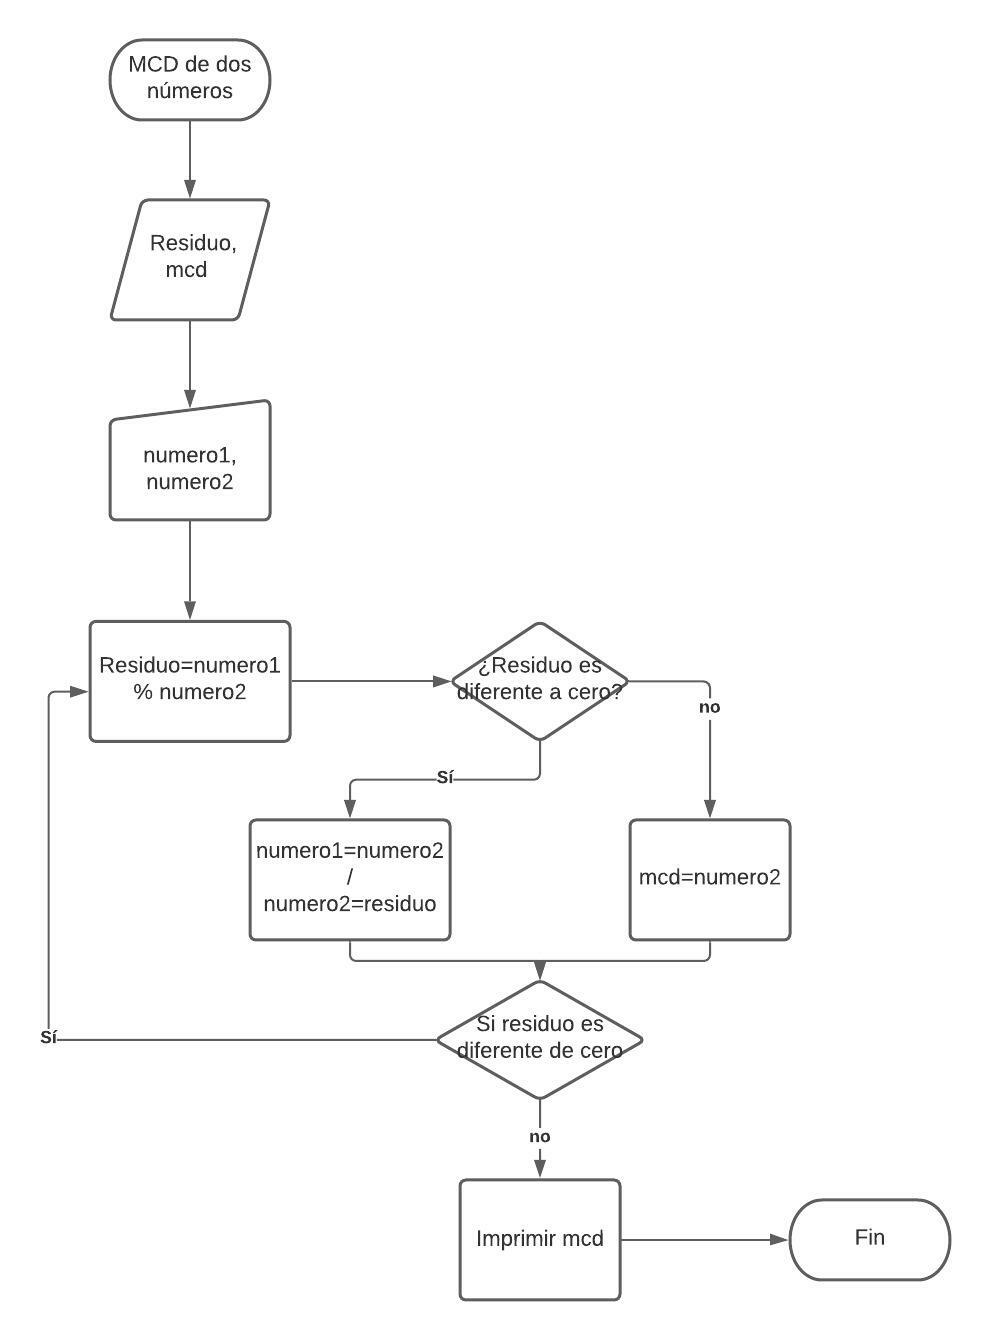 MCD de dos
números
Residuo,
mcd
numero1,
numero2
Residuo=numero1
% numero2
¿Residuo es
diferente a cero?
no
Sí
numero1=numero2
/
numero2=residuo
mcd=numero2
Si residuo es
diferente de cero
Sí
no
Imprimir mcd
Fin